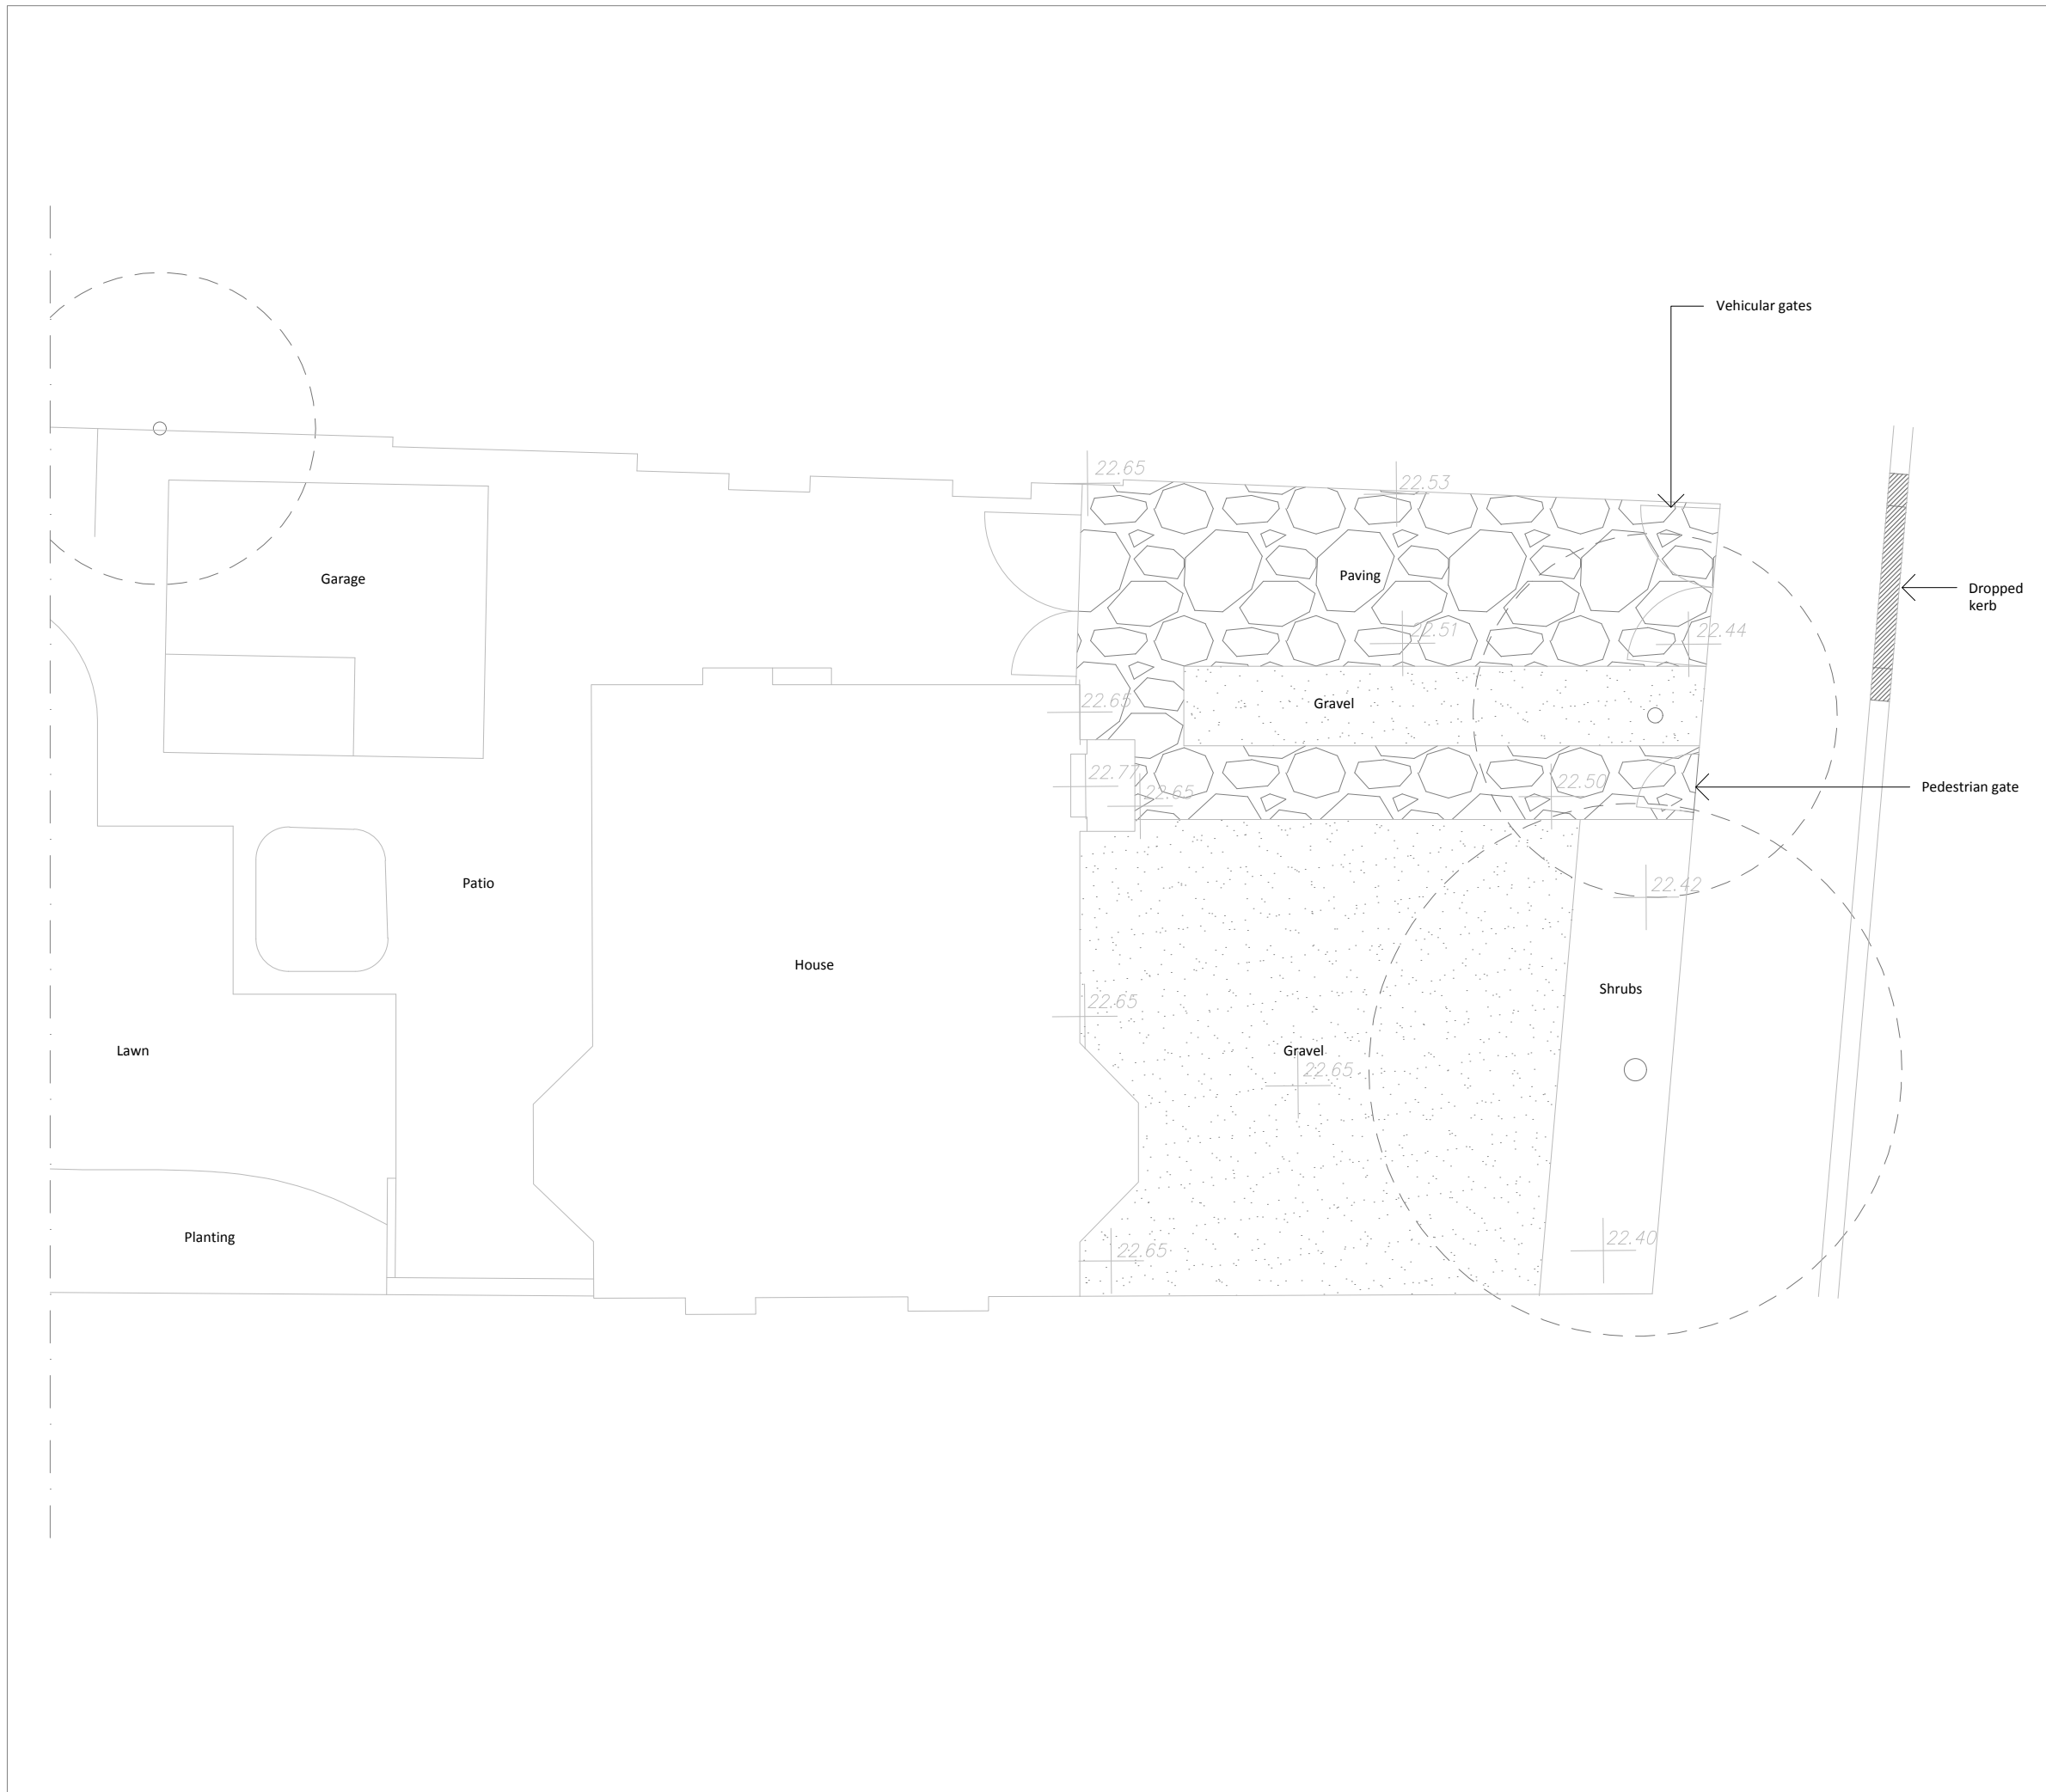 Vehicular gates
22.65
22.53
Garage
Paving
Dropped
kerb
22.51
22.44
22.65
Gravel
22.77
22.65
22.50
Pedestrian gate
Patio
22.42
House
Shrubs
22.65
Lawn
Gravel
22.65
Planting
22.65
22.40